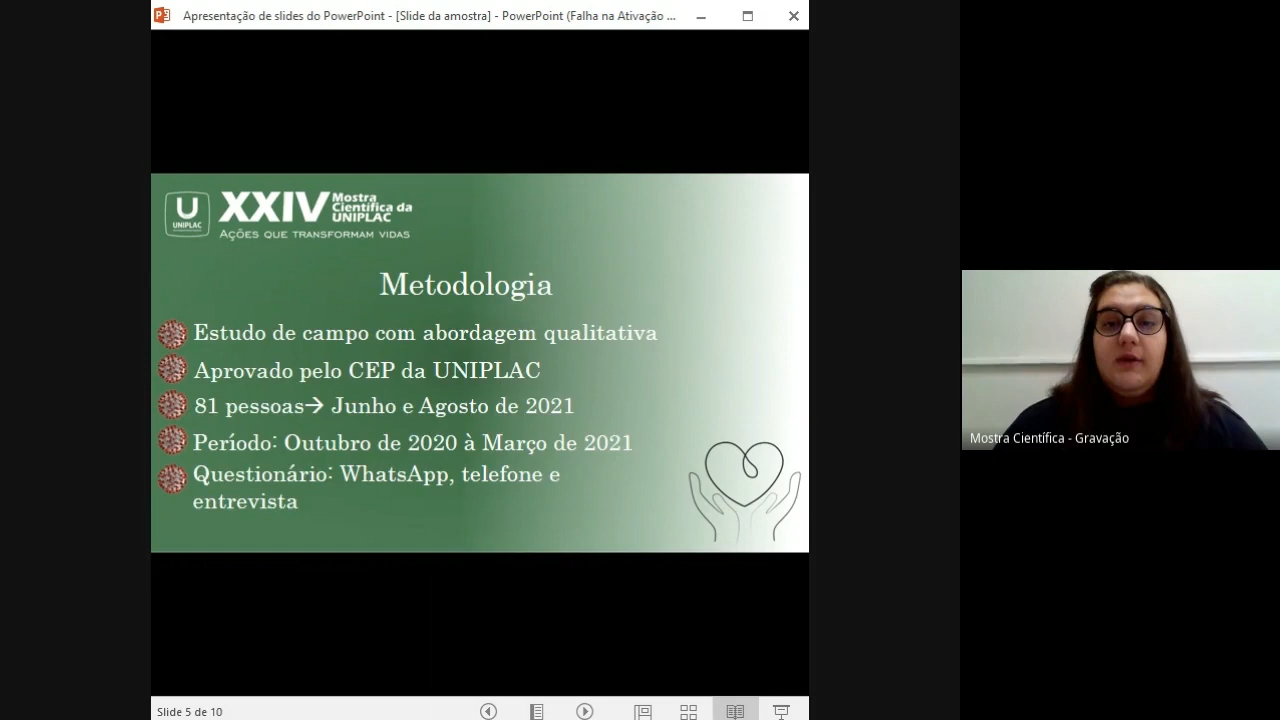 Apresentação de slides do PowerPoint - [Slide da amostra] - PowerPoint (Falha na Ativação ...
U
UNIPLAC
XXIV Mostra
Científica da
UNIPLAC
AÇÕES QUE TRANSFORMAM VIDAS
Metodologia
Estudo de campo com abordagem qualitativa
Aprovado pelo CEP da UNIPLAC
81 pessoas→ Junho e Agosto de 2021
Período: Outubro de 2020 à Março de 2021
Questionário: WhatsApp, telefone e
entrevista
Mostra Científica - Gravação
Slide 5 de 10